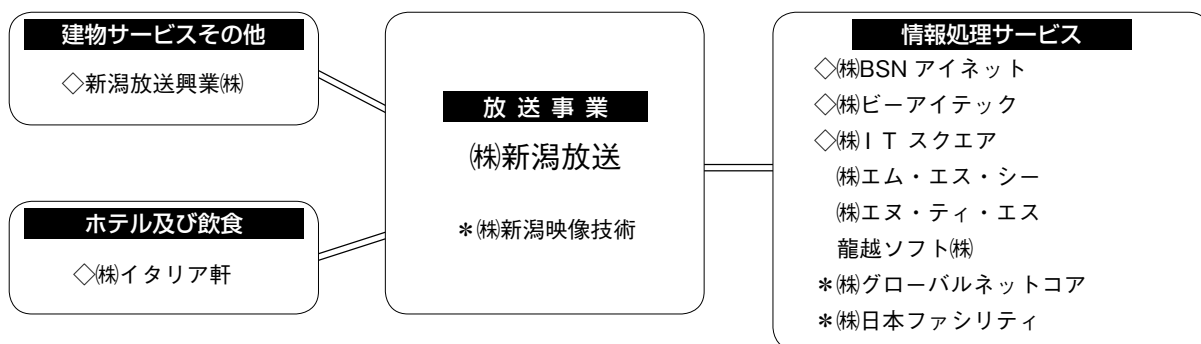 建物サービスその他
◇新潟放送興業㈱
ホテル及び飲食
◇㈱イタリア軒
放送事業
㈱新潟放送
＊㈱新潟映像技術
情報処理サービス
◇㈱BSN アイネット
◇㈱ビーアイテック
◇㈱ＩＴ スクエア
㈱エム・エス・シー
㈱エヌ・ティ・エス
龍越ソフト㈱
＊㈱グローバルネットコア
＊㈱日本ファシリティ